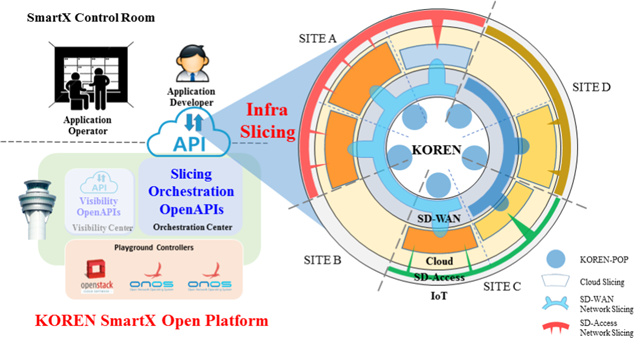 SmartX Control Room
Application
Operator
Application
Developer
API
Infra
Slicing
API
Visibility
OpenAPIs
Visibility Center
Slicing
Orchestration
OpenAPIs
Orchestration Center
Playground Controllers
openstack
onos
onos
KOREN SmartX Open Platform
SITE A
SITE D
KOREN
SD-WAN
SITE B
Cloud
SD-Access
IoT
SITE C
KOREN-POP
Cloud Slicing
SD-WAN
Network Slicing
SD-Access
Network Slicing